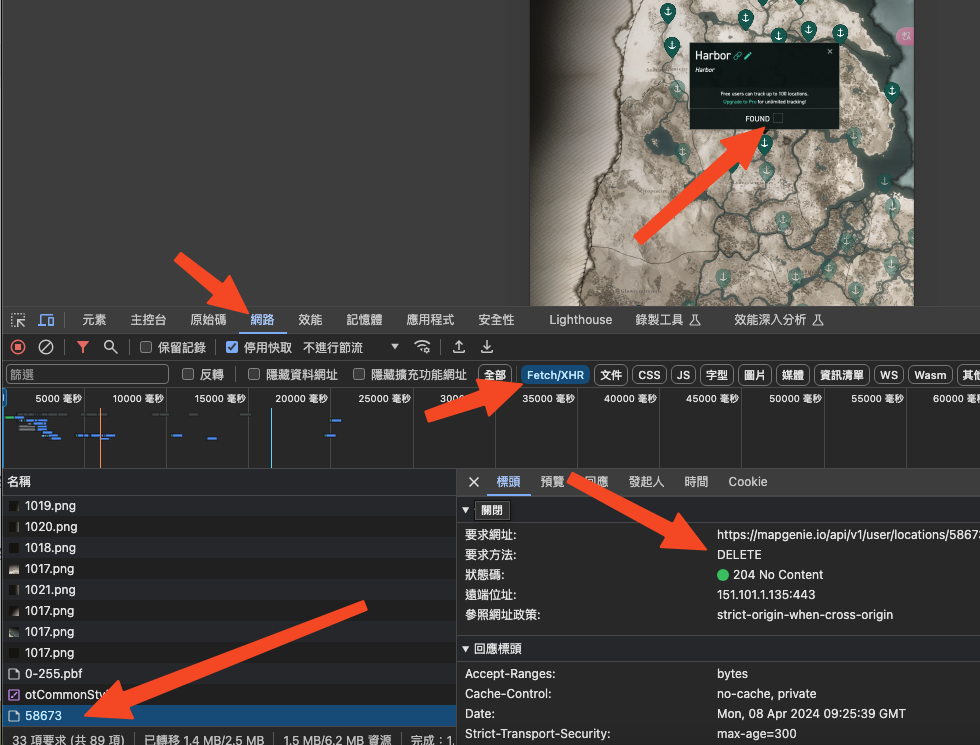 Harbor
×
Harbor
Free users can track up to 100 locations.
Upgrade to Pro for unlimited tracking!
FOUND
元素 主控台 原始碼 網路 效能 記憶體 應用程式 安全性 Lighthouse 錄製工具 效能深入分析
保留記錄 停用快取 不進行節流
篩選 反轉 隱藏資料網址 隱藏擴充功能網址 全部 Fetch/XHR 文件 CSS JS 字型 圖片 媒體 資訊清單 WS Wasm 其他
5000 毫秒 10000 毫秒 15000 毫秒 20000 毫秒 25000 毫秒 35000 毫秒 40000 毫秒 45000 毫秒 50000 毫秒 55000 毫秒 60000 毫秒
名稱
1019.png
1020.png
1018.png
1017.png
1021.png
1017.png
1017.png
1017.png
0-255.pbf
otCommonSty
58673
33 項要求 (共 89 項) 已轉移 1.4 MB/2.5 MB 1.5 MB/6.2 MB 資源 完成：1.
標頭 預覽 回應 發起人 時間 Cookie
關閉
要求網址: https://mapgenie.io/api/v1/user/locations/58673
要求方法: DELETE
狀態碼: 204 No Content
遠端位址: 151.101.1.135:443
參照網址政策: strict-origin-when-cross-origin
回應標頭
Accept-Ranges: bytes
Cache-Control: no-cache, private
Date: Mon, 08 Apr 2024 09:25:39 GMT
Strict-Transport-Security: max-age=300